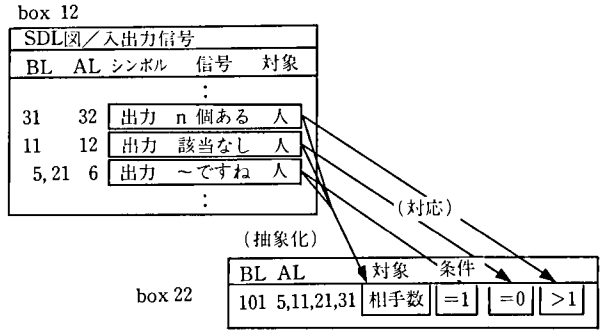 box 12
SDL図/入出力信号
BL AL シンボル 信号 対象
:
31 32 出力 n 個ある 人
11 12 出力 該当なし 人
5, 21 6 出力 ～ですね 人
:
(対応)
(抽象化)
BL AL 対象 条件
box 22
101 5,11,21,31 相手数 =1 =0 >1